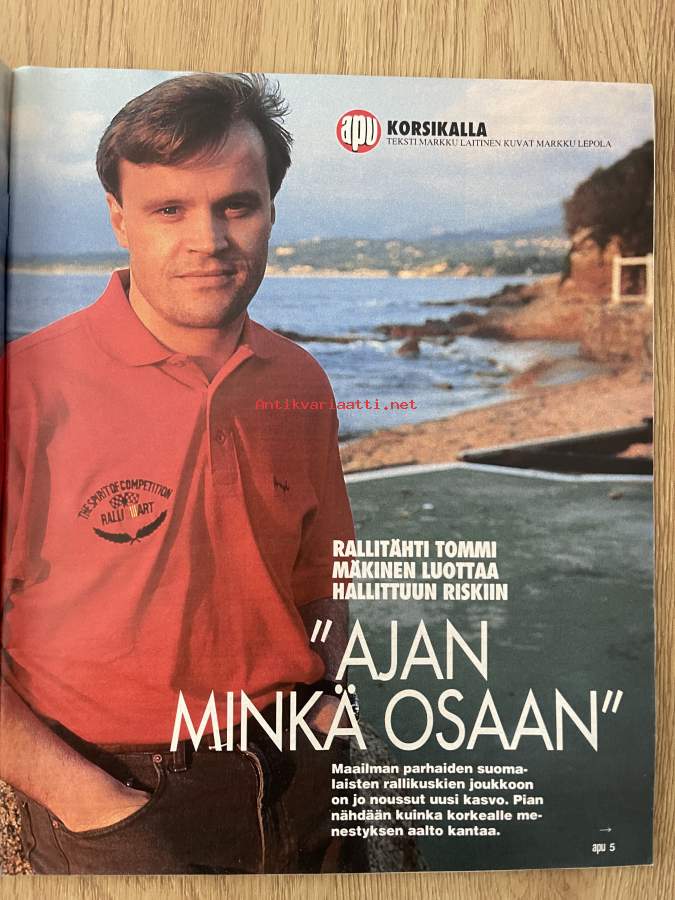 apu KORSIKALLA
TEKSTI MARKKU LAITINEN KUVAT MARKKU LEPOLA
Antikvariaatti.net
THE SPIRIT OF COMPETITION
RALLI ART
RALLITÄHTI TOMMI
MÄKINEN LUOTTAA
HALLITTUUN RISKIIN
”AJAN
MINKÄ OSAAN”
Maailman parhaiden suoma-
laisten rallikuskien joukkoon
on jo noussut uusi kasvo. Pian
nähdään kuinka korkealle me-
nestyksen aalto kantaa.
→
apu 5